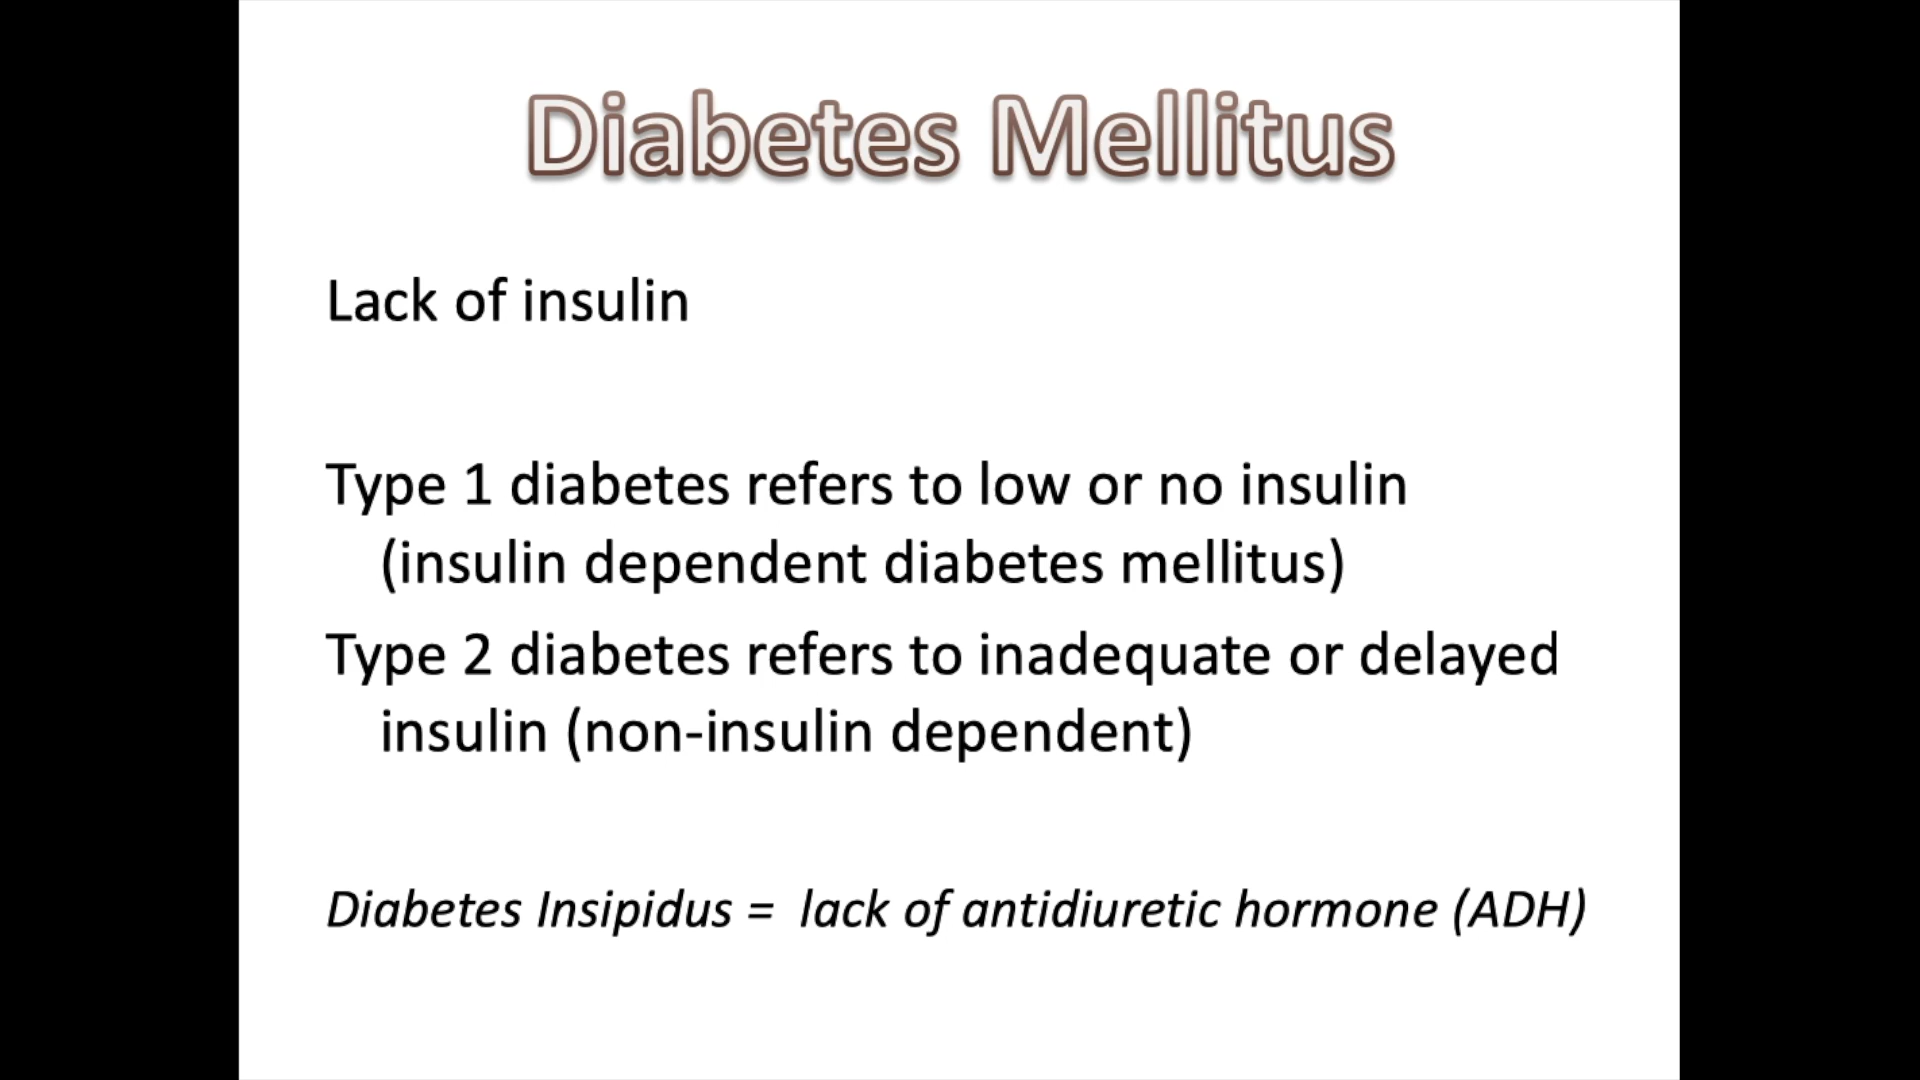 Diabetes Mellitus
Lack of insulin
Type 1 diabetes refers to low or no insulin
(insulin dependent diabetes mellitus)
Type 2 diabetes refers to inadequate or delayed
insulin (non-insulin dependent)
Diabetes Insipidus = lack of antidiuretic hormone (ADH)